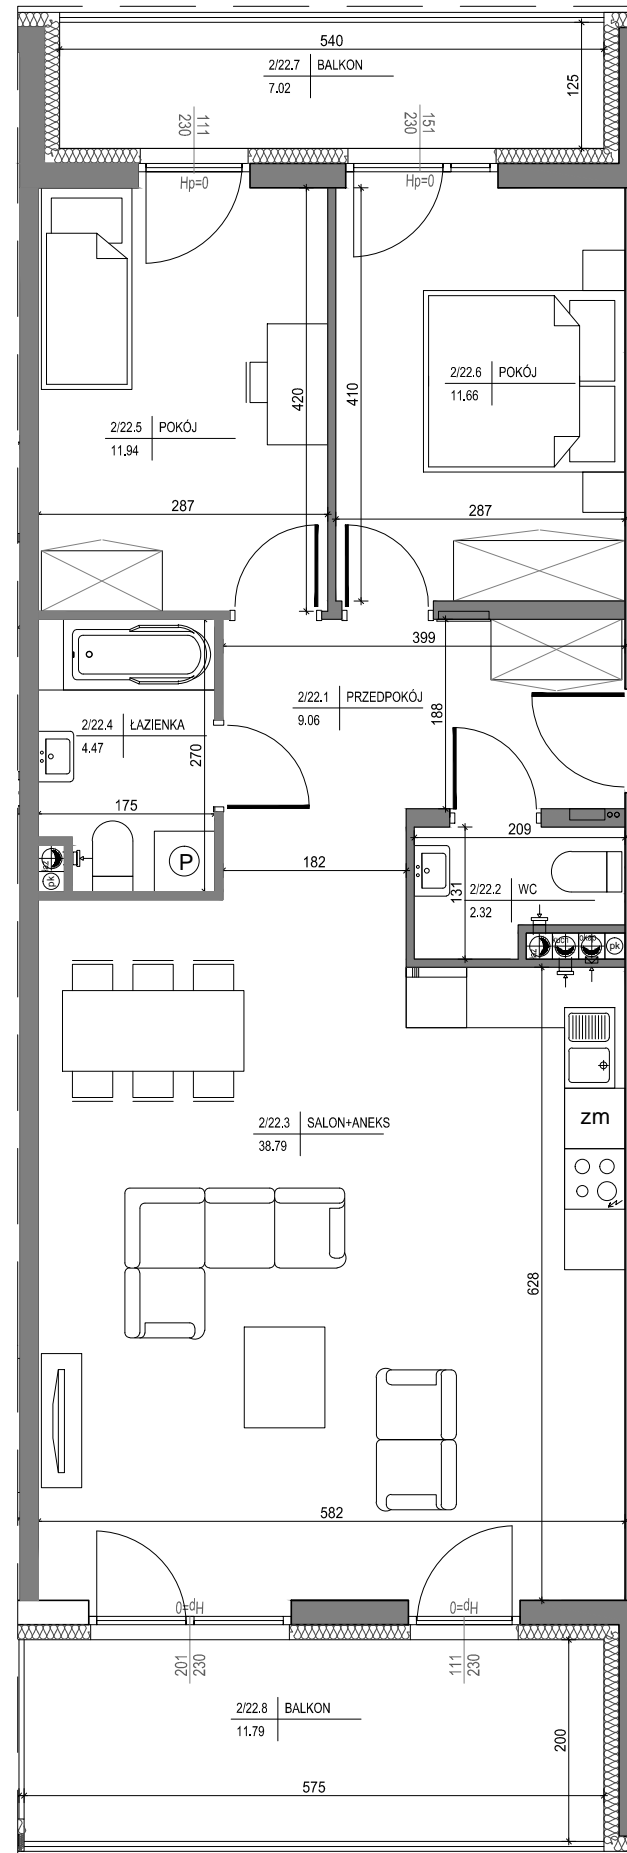 540
2/22.7 BALKON
7.02
125
111
230
151
230
Hp=0
Hp=0
420
410
2/22.6 POKÓJ
11.66
2/22.5 POKÓJ
11.94
287
287
399
2/22.1 PRZEDPOKÓJ
9.06
188
2/22.4 ŁAZIENKA
4.47
270
175
209
P
182
131
2/22.2 WC
2.32
pk
pk
zm
2/22.3 SALON+ANEKS
38.79
628
582
Hp=0
Hp=0
201
230
111
230
2/22.8 BALKON
11.79
200
575